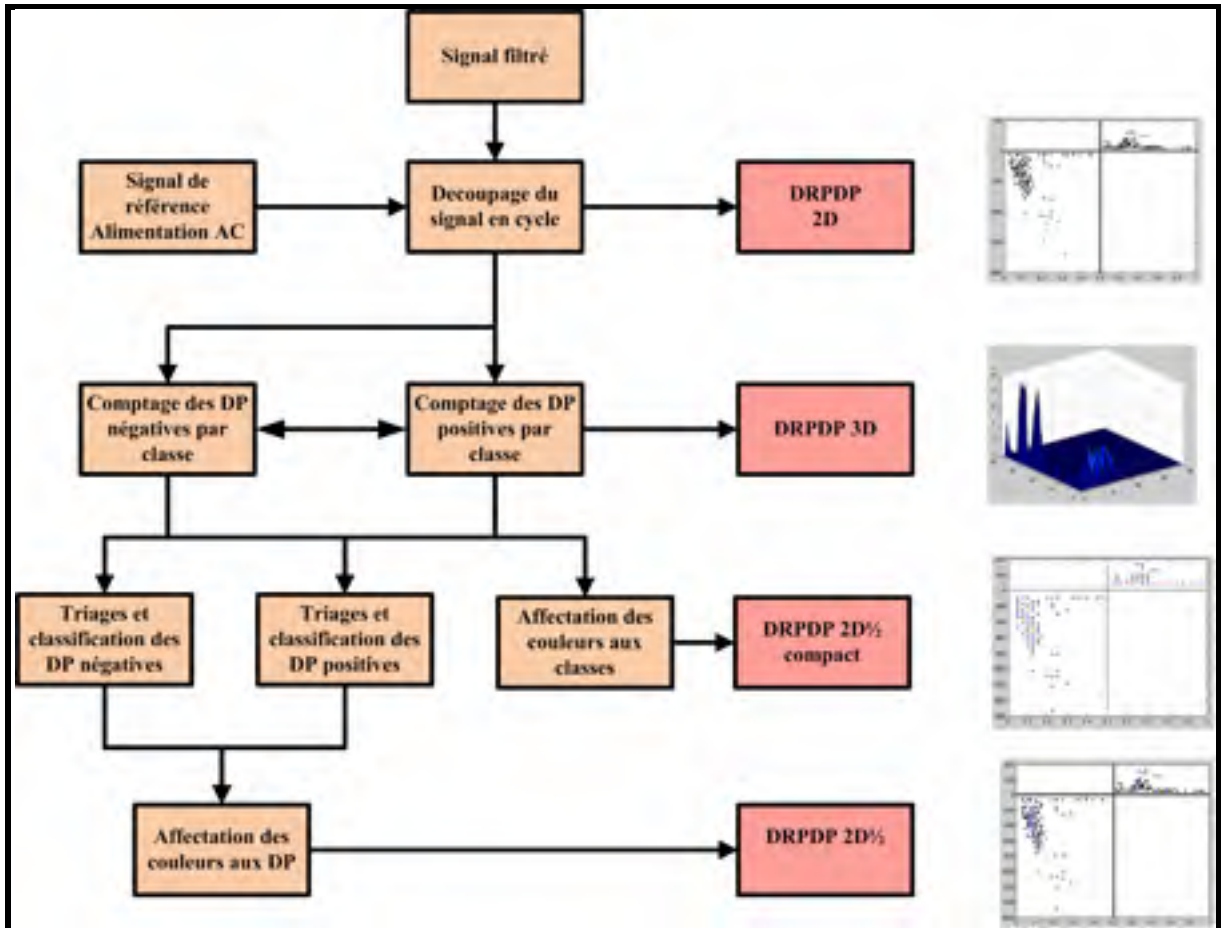 Signal filtré
Signal de
référence
Alimentation AC
Decoupage du
signal en cycle
DRPDP
2D
Comptage des DP
négatives par
classe
Comptage des DP
positives par
classe
DRPDP 3D
Triages et
classification des
DP négatives
Triages et
classification des
DP positives
Affectation des
couleurs aux
classes
DRPDP 2D½
compact
Affectation des
couleurs aux DP
DRPDP 2D½